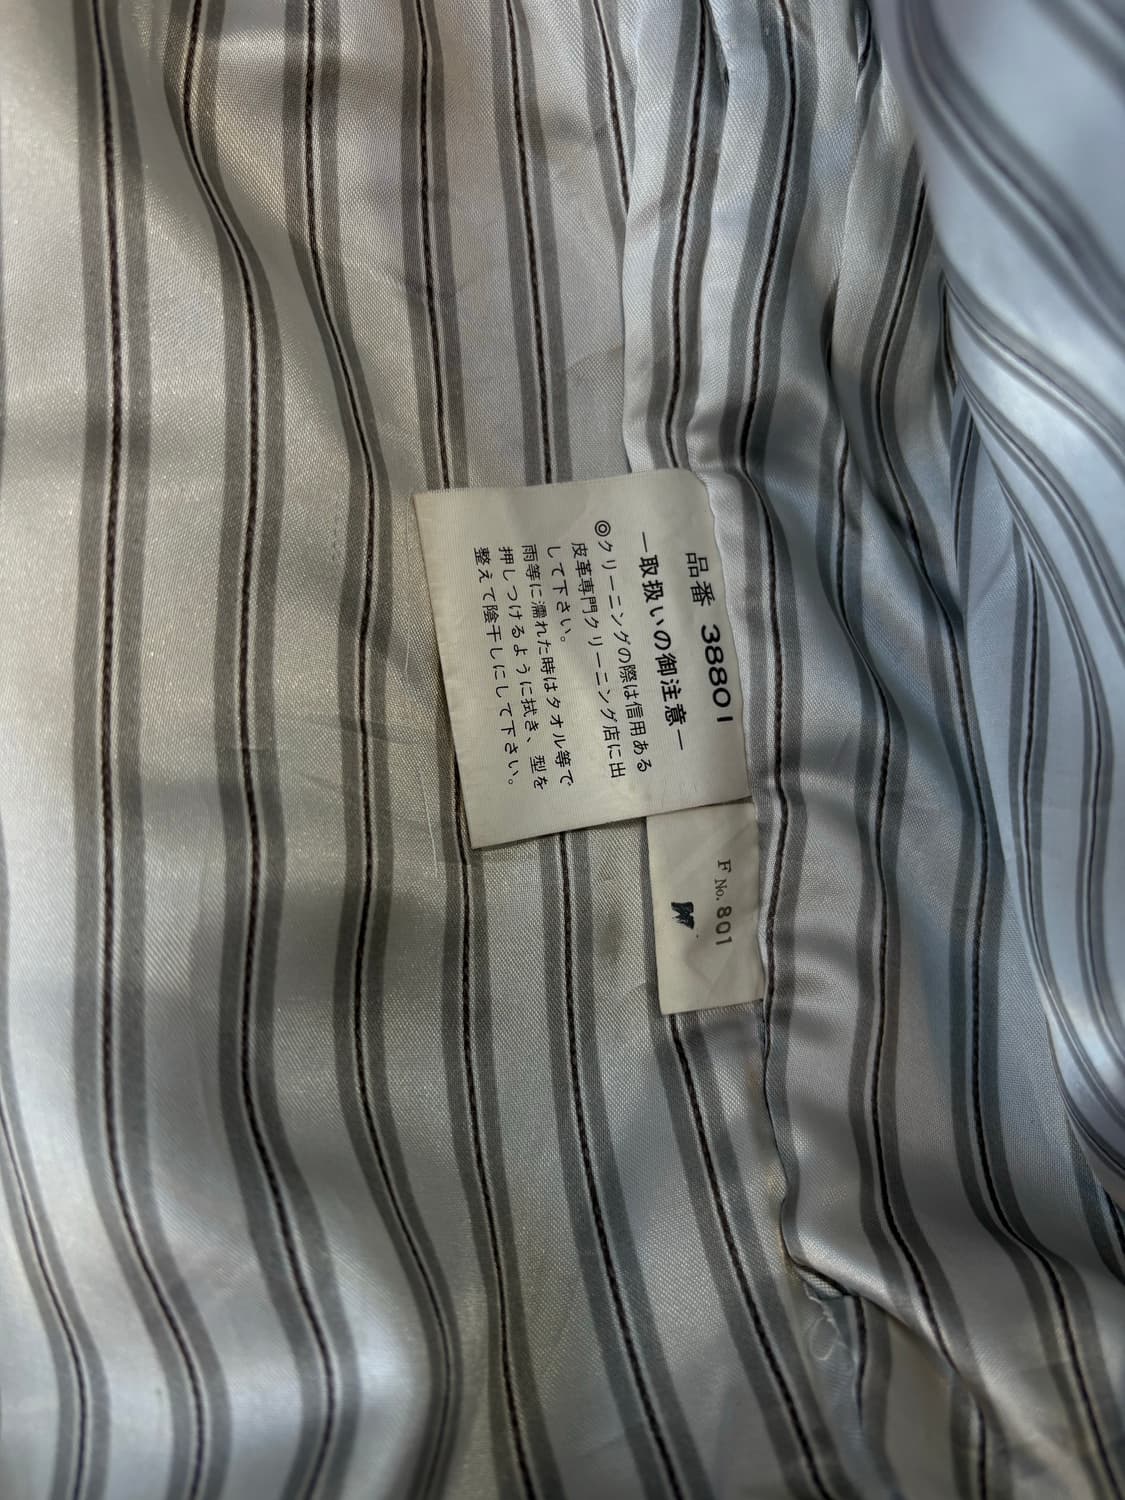 品番 38801
―取扱いの御注意―
◎クリーニングの際は信用ある
皮革専門クリーニング店に出
して下さい。
雨等に濡れた時はタオル等で
押しつけるように拭き、型を
整えて陰干しにして下さい。
F No. 801